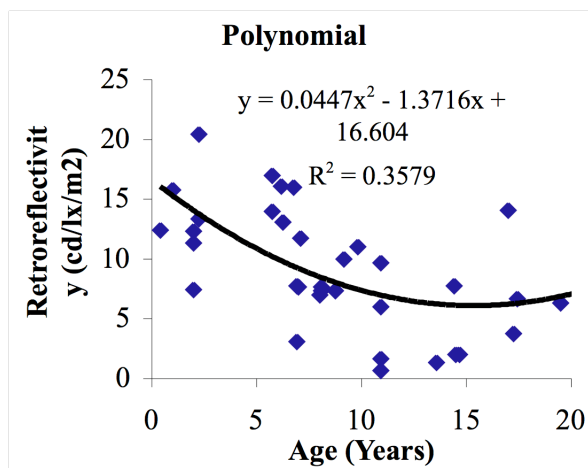 Polynomial
y = 0.0447x² - 1.3716x +
16.604
R² = 0.3579
Retroreflectivit
y (cd/lx/m2)
25
20
15
10
5
0
0 5 10 15 20
Age (Years)